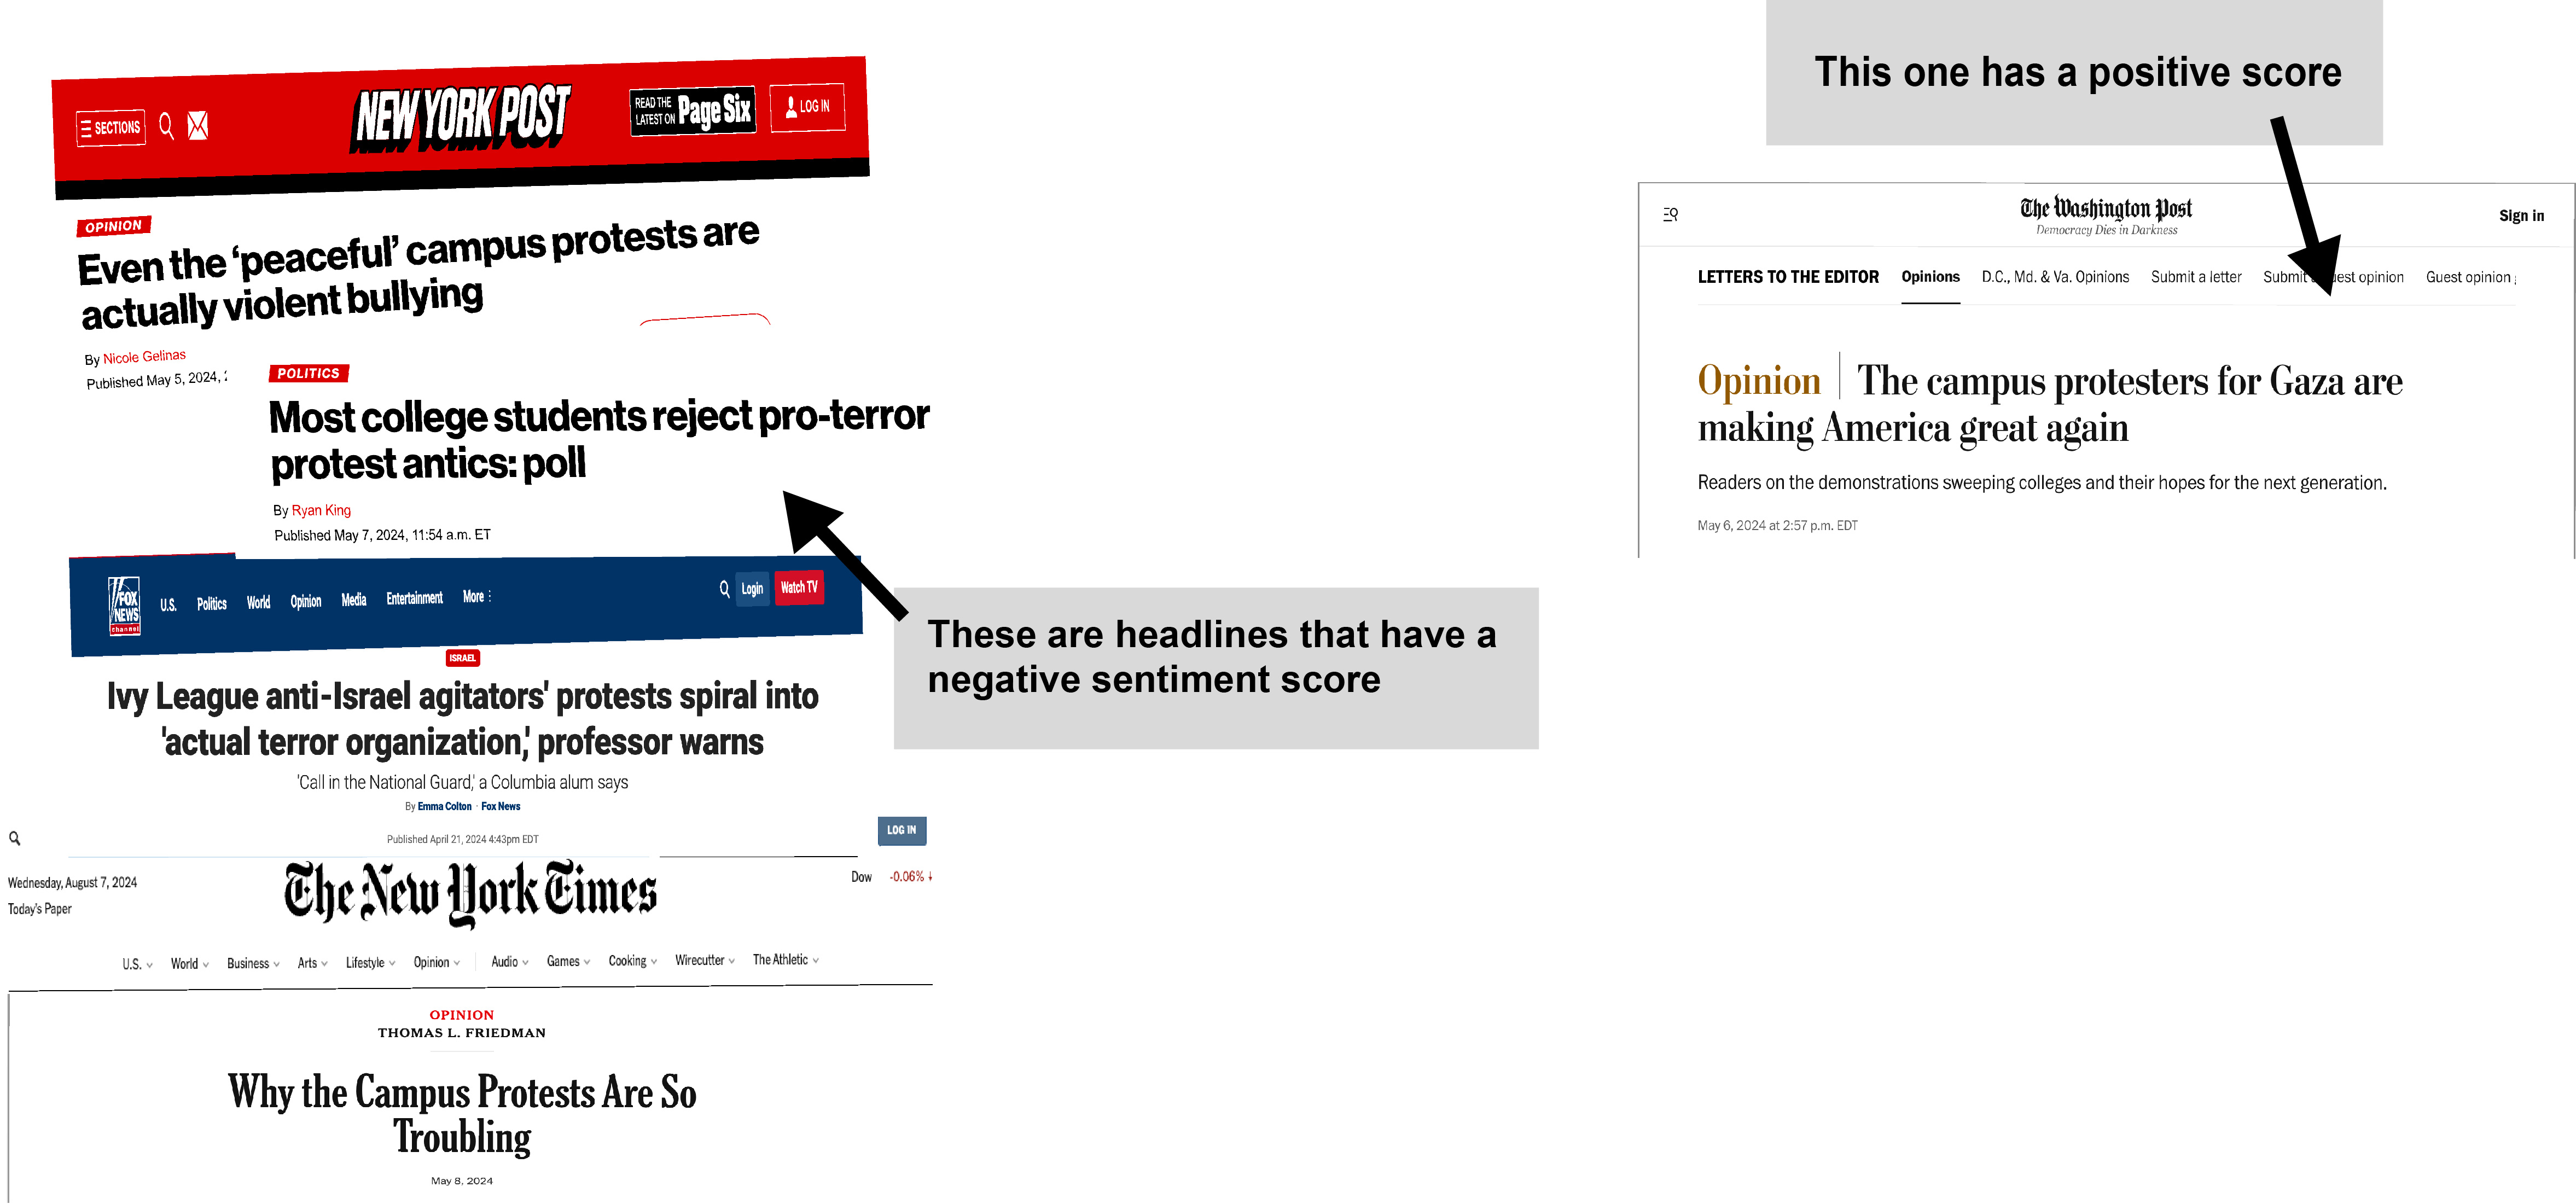 SECTIONS
NEW YORK POST
READ THE
LATEST ON
Page Six
LOG IN
OPINION
Even the 'peaceful' campus protests are
actually violent bullying
By Nicole Gelinas
Published May 5, 2024,
POLITICS
Most college students reject pro-terror
protest antics: poll
By Ryan King
Published May 7, 2024, 11:54 a.m. ET
FOX
NEWS
channel
U.S. Politics World Opinion Media Entertainment More
Login
Watch TV
ISRAEL
Ivy League anti-Israel agitators' protests spiral into
'actual terror organization,' professor warns
'Call in the National Guard,' a Columbia alum says
By Emma Colton · Fox News
Published April 21, 2024 4:43pm EDT
LOG IN
Wednesday, August 7, 2024
Today's Paper
The New York Times
Dow -0.06% ↓
U.S. World Business Arts Lifestyle Opinion Audio Games Cooking Wirecutter The Athletic
OPINION
THOMAS L. FRIEDMAN
Why the Campus Protests Are So
Troubling
May 8, 2024
These are headlines that have a
negative sentiment score
This one has a positive score
The Washington Post
Democracy Dies in Darkness
Sign in
LETTERS TO THE EDITOR Opinions D.C., Md. & Va. Opinions Submit a letter Submit opinion Guest opinion
Opinion | The campus protesters for Gaza are
making America great again
Readers on the demonstrations sweeping colleges and their hopes for the next generation.
May 6, 2024 at 2:57 p.m. EDT